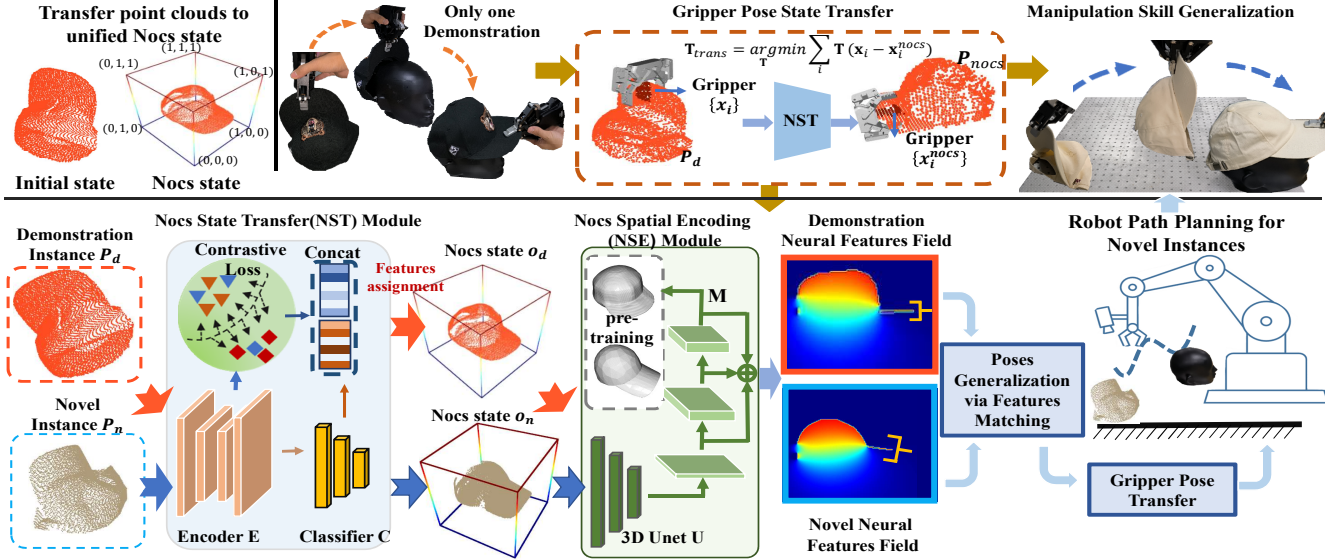 Transfer point clouds to
unified Nocs state
(1, 1, 1)
(0, 1, 1)
(1, 0, 1)
(0, 1, 0)
(1, 0, 0)
(0, 0, 0)
Initial state
Nocs state
Only one
Demonstration
Gripper Pose State Transfer
T_trans = argmin_T ∑_i T (x_i − x_i^nocs)
P_nocs
Gripper
{x_i}
NST
P_d
Gripper
{x_i^nocs}
Manipulation Skill Generalization
Demonstration
Instance P_d
Novel
Instance P_n
Nocs State Transfer(NST) Module
Contrastive
Loss
Concat
Encoder E
Classifier C
Features
assignment
Nocs state o_d
Nocs state o_n
Nocs Spatial Encoding
(NSE) Module
pre-
training
M
3D Unet U
Demonstration
Neural Features Field
Novel Neural
Features Field
Poses
Generalization
via Features
Matching
Robot Path Planning for
Novel Instances
Gripper Pose
Transfer